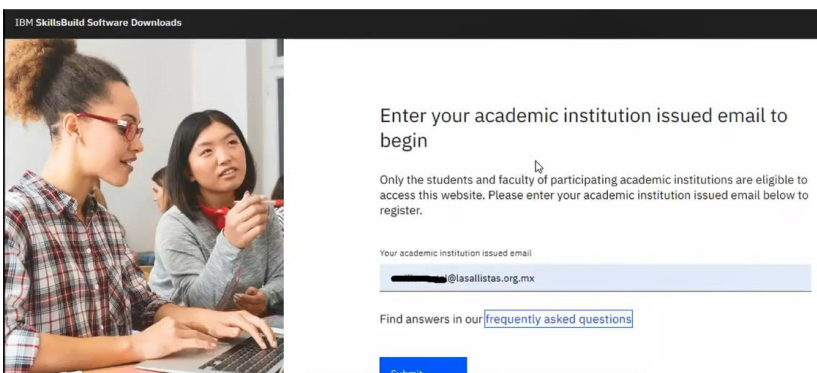 IBM SkillsBuild Software Downloads
Enter your academic institution issued email to
begin
Only the students and faculty of participating academic institutions are eligible to
access this website. Please enter your academic institution issued email below to
register.
Your academic institution issued email
@lasallistas.org.mx
Find answers in our frequently asked questions
Submit